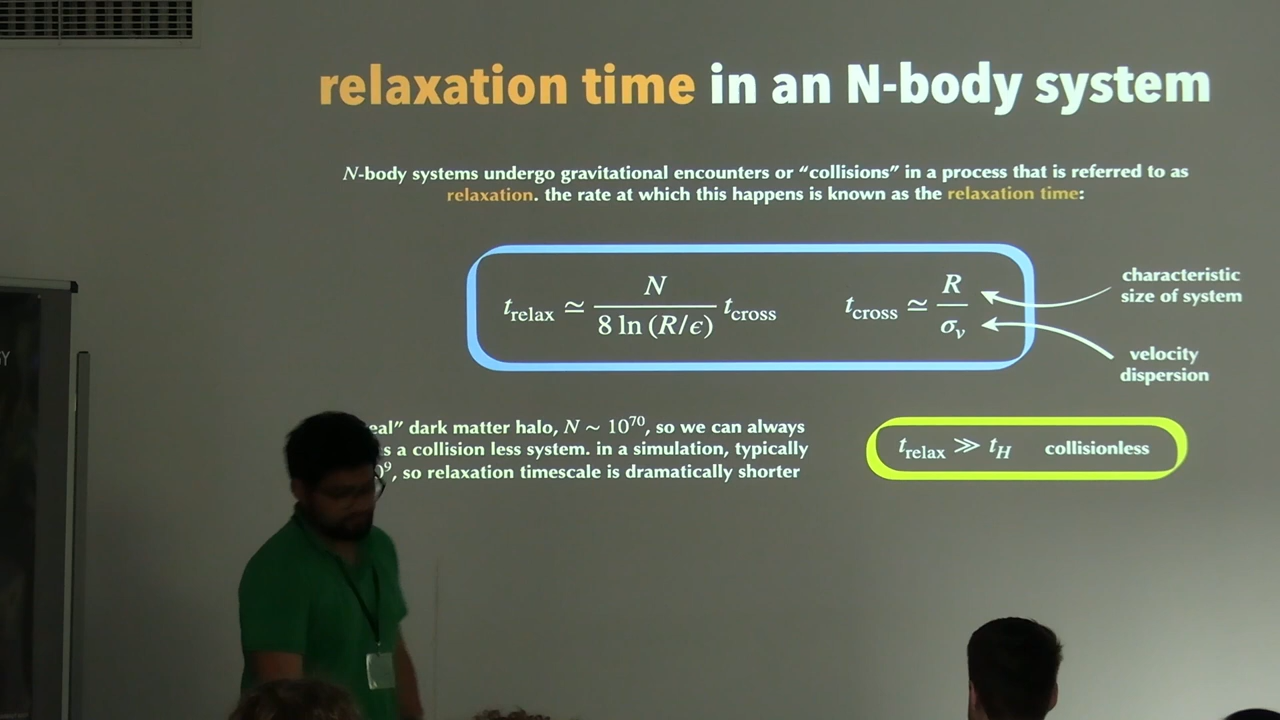 relaxation time in an N-body system
N-body systems undergo gravitational encounters or “collisions” in a process that is referred to as
relaxation. the rate at which this happens is known as the relaxation time:
t_relax ≃ N / 8 ln (R/ϵ) t_cross
t_cross ≃ R / σ_v
characteristic
size of system
velocity
dispersion
dark matter halo, N ~ 10^70, so we can always
a collision less system. in a simulation, typically
so relaxation timescale is dramatically shorter
t_relax ≫ t_H collisionless